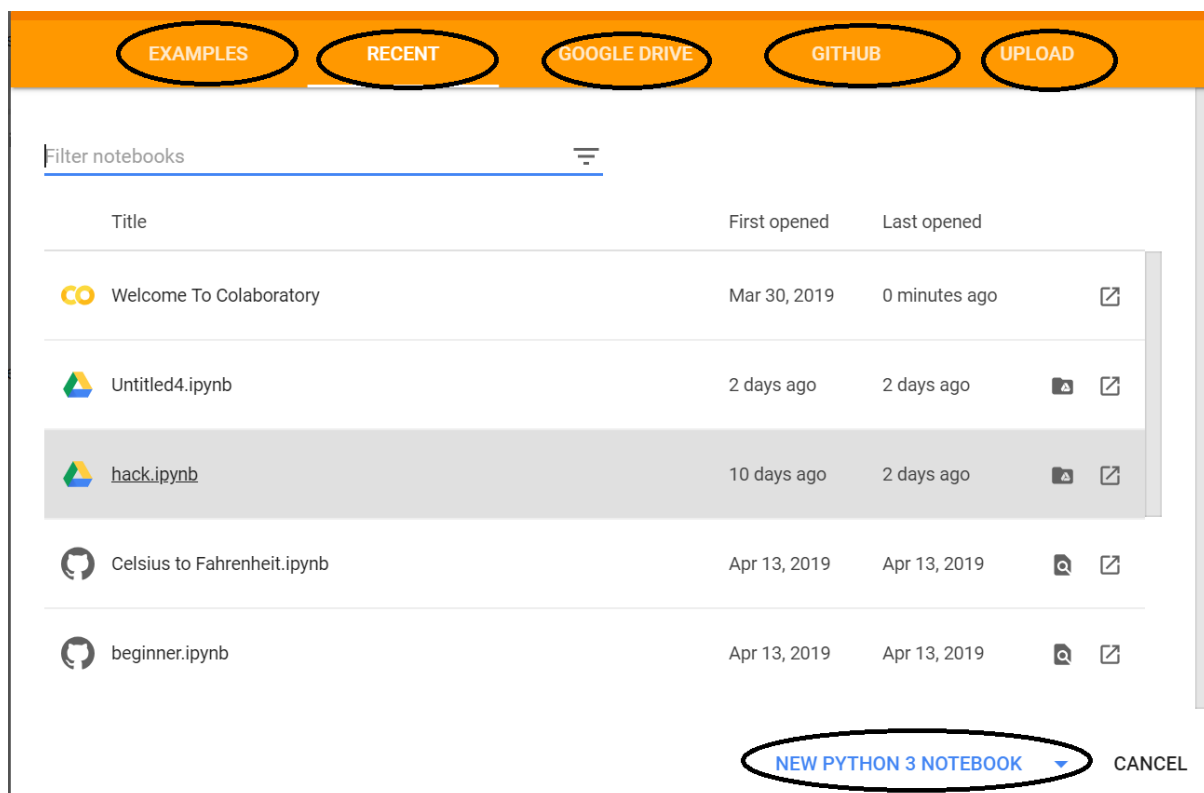 EXAMPLES RECENT GOOGLE DRIVE GITHUB UPLOAD
Filter notebooks
Title First opened Last opened
CO Welcome To Colaboratory Mar 30, 2019 0 minutes ago
Untitled4.ipynb 2 days ago 2 days ago
hack.ipynb 10 days ago 2 days ago
Celsius to Fahrenheit.ipynb Apr 13, 2019 Apr 13, 2019
beginner.ipynb Apr 13, 2019 Apr 13, 2019
NEW PYTHON 3 NOTEBOOK CANCEL